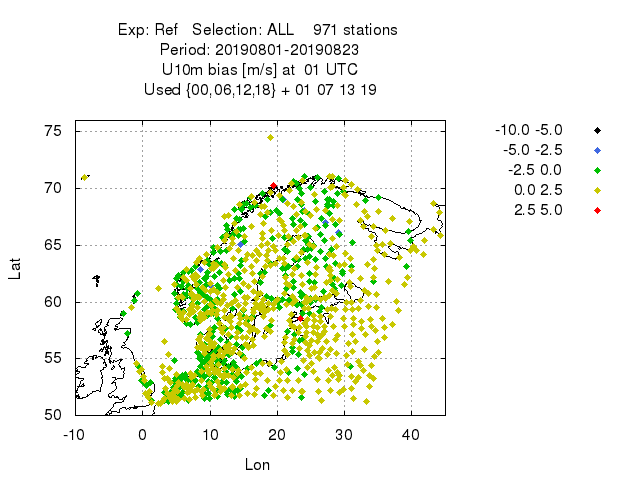 Exp: Ref Selection: ALL 971 stations
Period: 20190801-20190823
U10m bias [m/s] at 01 UTC
Used {00,06,12,18} + 01 07 13 19
-10.0 -5.0
-5.0 -2.5
-2.5 0.0
0.0 2.5
2.5 5.0
75
70
65
60
55
50
Lat
-10 0 10 20 30 40
Lon